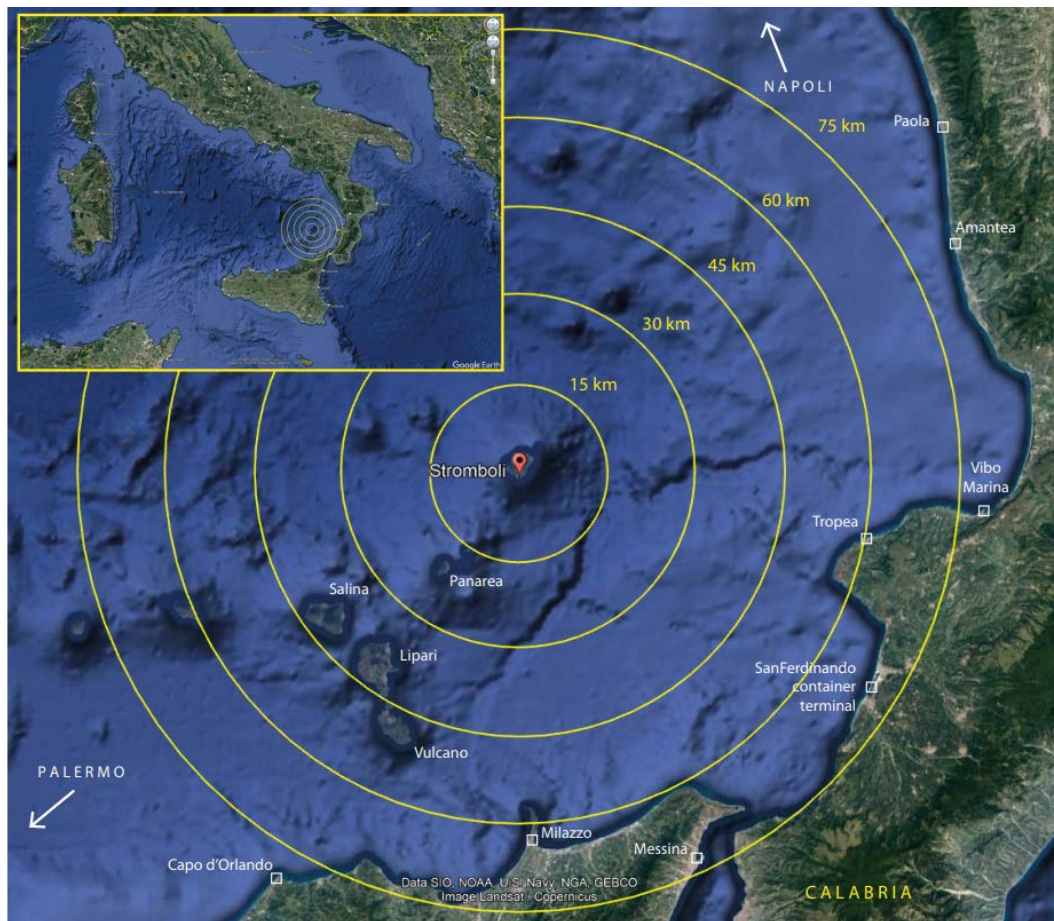 NAPOLI
75 km
Paola
60 km
Amantea
45 km
30 km
15 km
Google Earth
Stromboli
Vibo
Marina
Tropea
Panarea
Salina
Lipari
SanFerdinando
container
terminal
Vulcano
PALERMO
Milazzo
Messina
Capo d'Orlando
Data SIO, NOAA, U.S. Navy, NGA, GEBCO
Image Landsat - Copernicus
CALABRIA